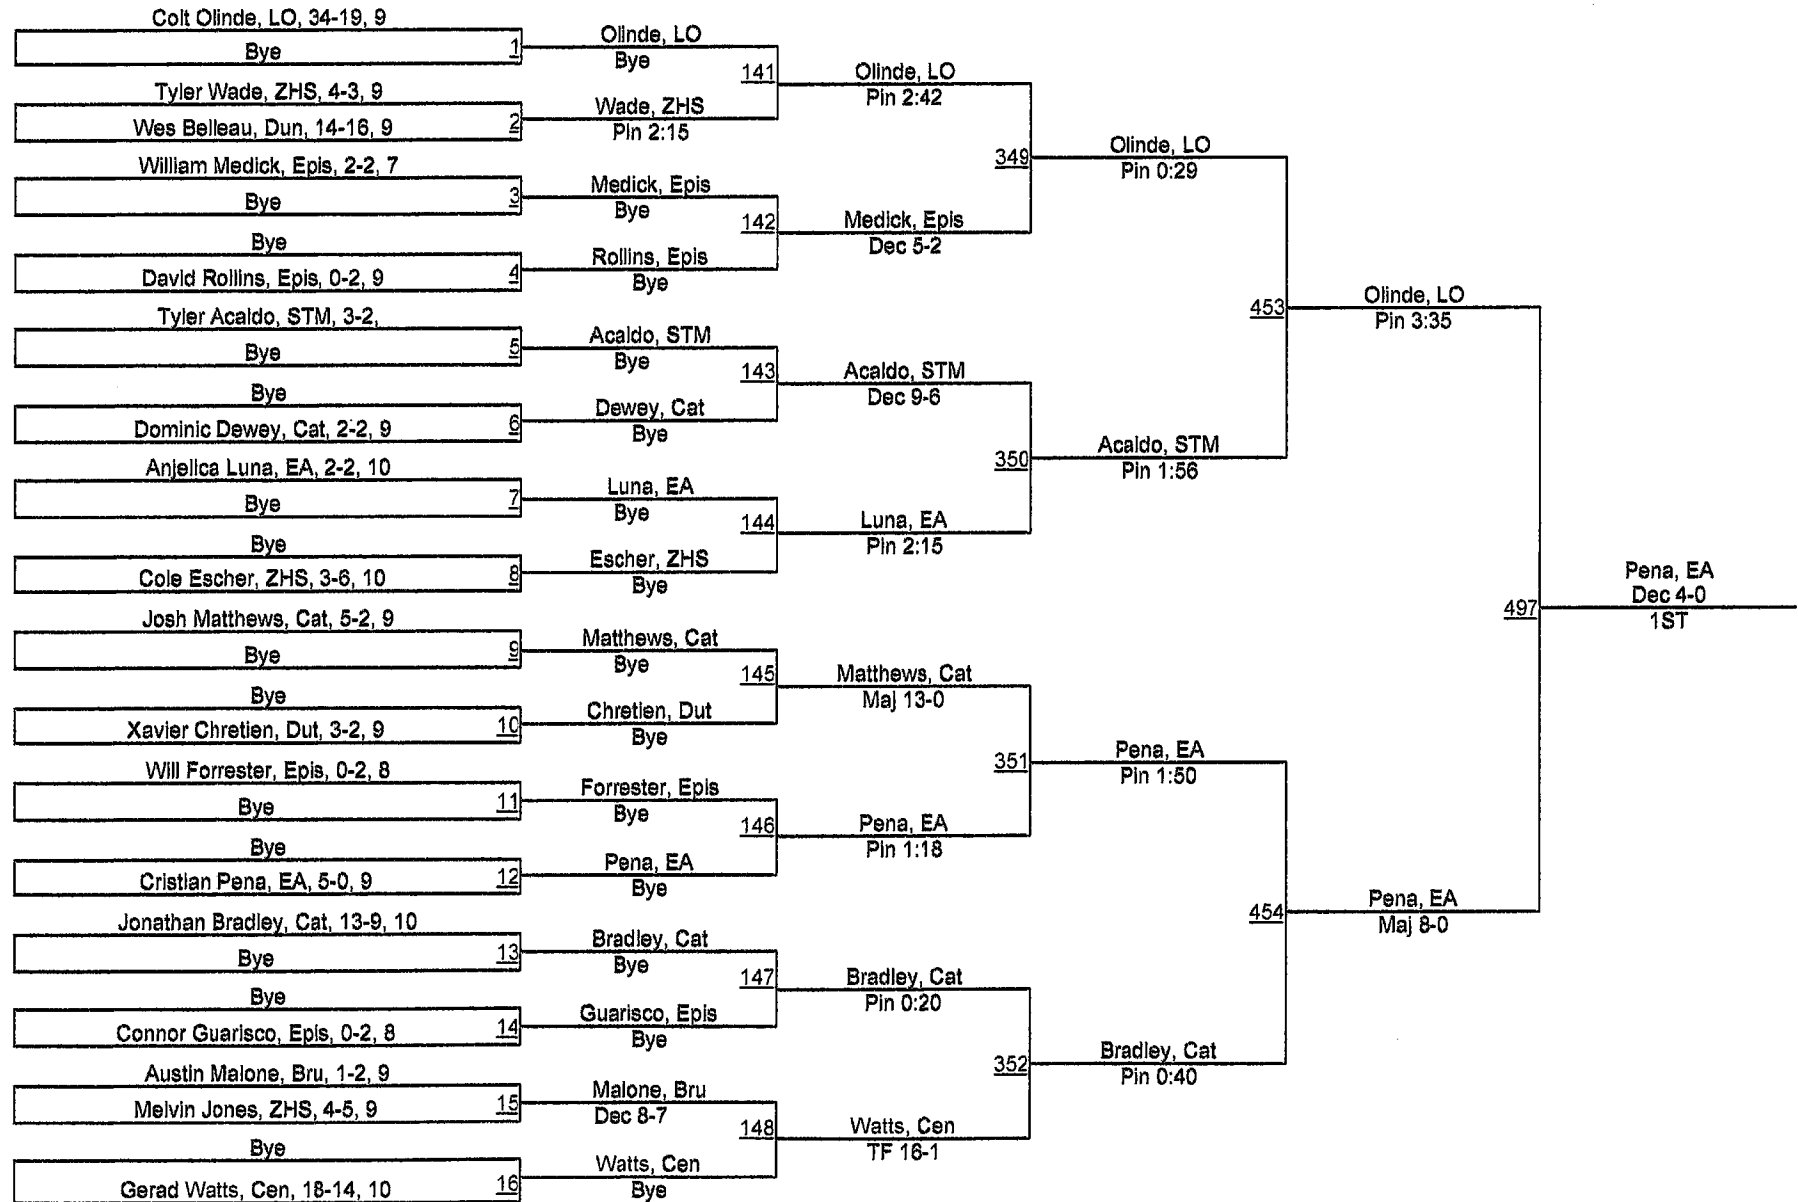 Colt Olinde, LO, 34-19, 9
Bye
1
Tyler Wade, ZHS, 4-3, 9
Wes Belleau, Dun, 14-16, 9
2
William Medick, Epis, 2-2, 7
Bye
3
Bye
David Rollins, Epis, 0-2, 9
4
Tyler Acaldo, STM, 3-2,
Bye
5
Bye
Dominic Dewey, Cat, 2-2, 9
6
Anjelica Luna, EA, 2-2, 10
Bye
7
Bye
Cole Escher, ZHS, 3-6, 10
8
Josh Matthews, Cat, 5-2, 9
Bye
9
Bye
Xavier Chretien, Dut, 3-2, 9
10
Will Forrester, Epis, 0-2, 8
Bye
11
Bye
Cristian Pena, EA, 5-0, 9
12
Jonathan Bradley, Cat, 13-9, 10
Bye
13
Bye
Connor Guarisco, Epis, 0-2, 8
14
Austin Malone, Bru, 1-2, 9
Melvin Jones, ZHS, 4-5, 9
15
Bye
Gerad Watts, Cen, 18-14, 10
16
Olinde, LO
Bye
141
Wade, ZHS
Pin 2:15
Medick, Epis
Bye
142
Rollins, Epis
Bye
Acaldo, STM
Bye
143
Dewey, Cat
Bye
Luna, EA
Bye
144
Escher, ZHS
Bye
Matthews, Cat
Bye
145
Chretien, Dut
Bye
Forrester, Epis
Bye
146
Pena, EA
Bye
Bradley, Cat
Bye
147
Guarisco, Epis
Bye
Malone, Bru
Dec 8-7
148
Watts, Cen
Bye
Olinde, LO
Pin 2:42
349
Medick, Epis
Dec 5-2
Acaldo, STM
Dec 9-6
350
Luna, EA
Pin 2:15
Matthews, Cat
Maj 13-0
351
Pena, EA
Pin 1:18
Bradley, Cat
Pin 0:20
352
Watts, Cen
TF 16-1
Olinde, LO
Pin 0:29
453
Acaldo, STM
Pin 1:56
Pena, EA
Pin 1:50
454
Bradley, Cat
Pin 0:40
Olinde, LO
Pin 3:35
497
Pena, EA
Maj 8-0
Pena, EA
Dec 4-0
1ST